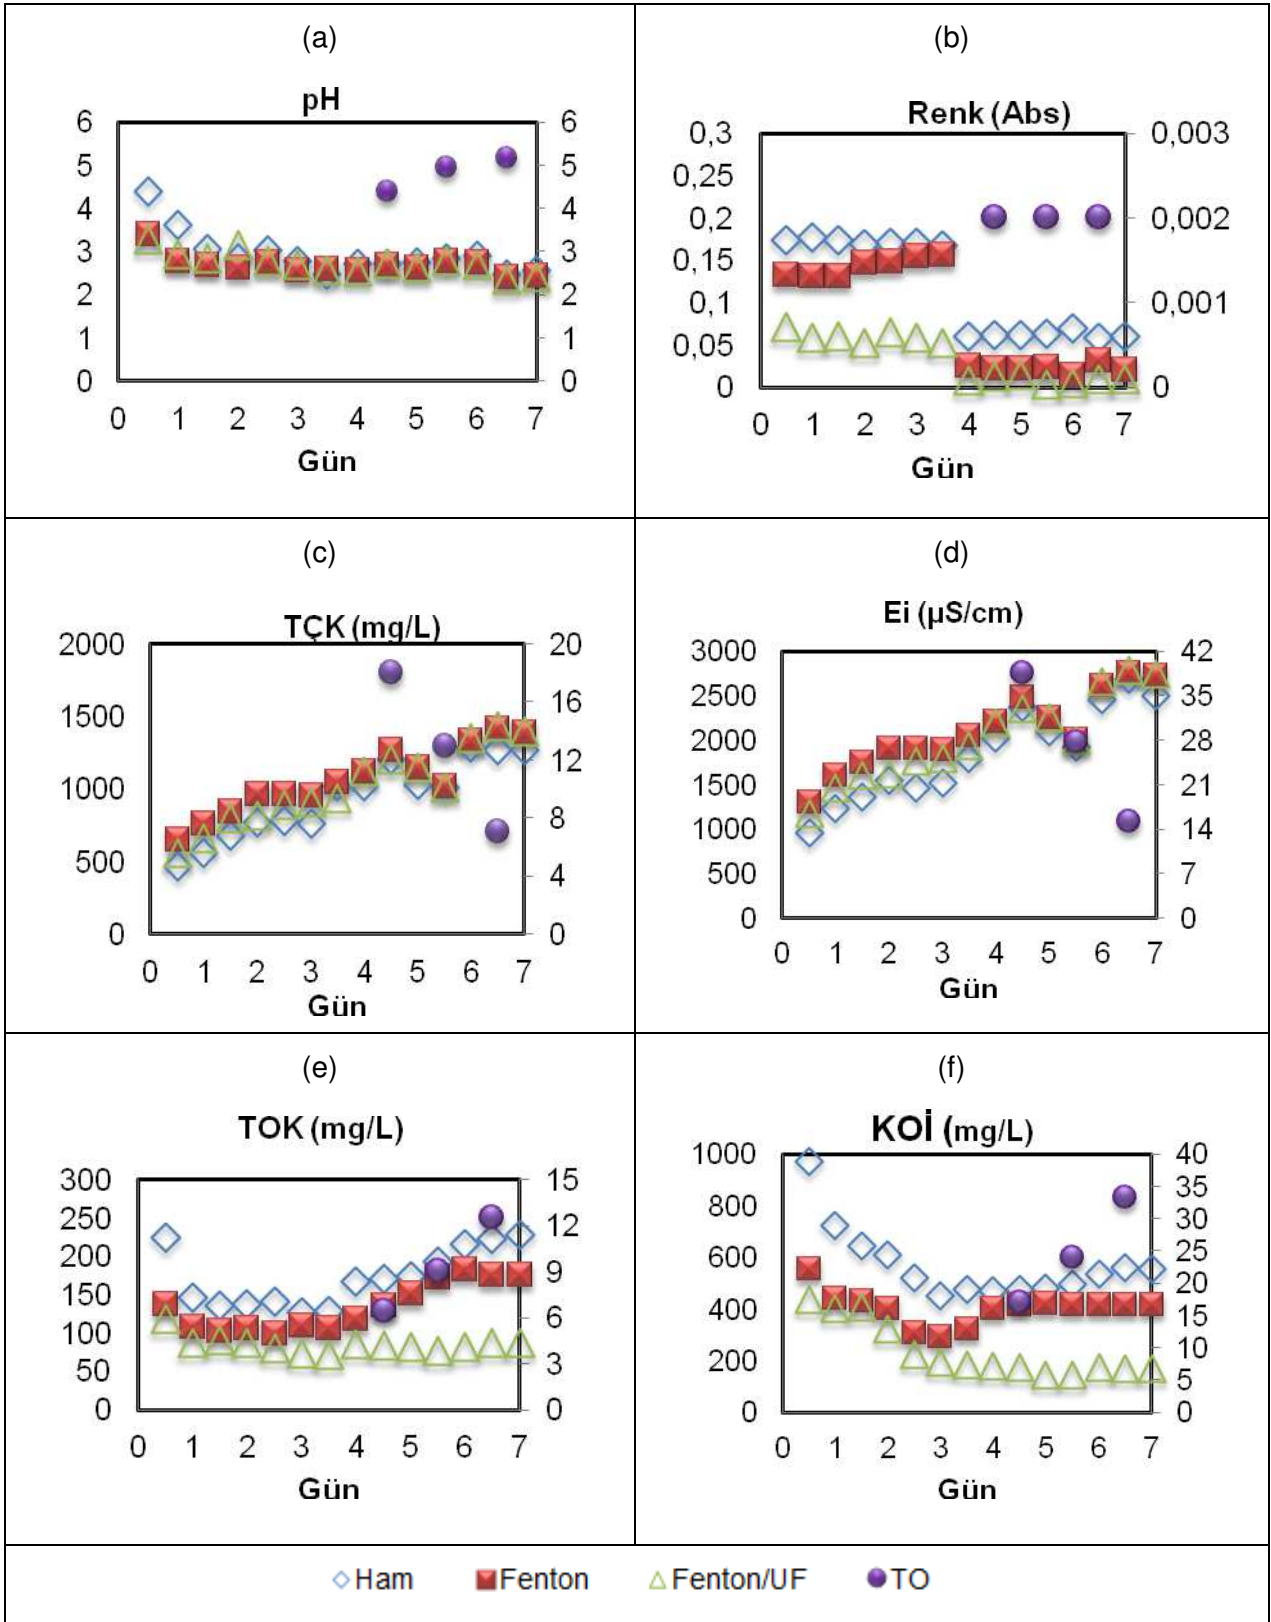 (a)
pH
6 6
5 5
4 4
3 3
2 2
1 1
0 0
0 1 2 3 4 5 6 7
Gün
(b)
Renk (Abs)
0,3 0,003
0,25
0,2 0,002
0,15
0,1 0,001
0,05
0 0
0 1 2 3 4 5 6 7
Gün
(c)
TÇK (mg/L)
2000 20
16
1500
12
1000
8
500
4
0 0
0 1 2 3 4 5 6 7
Gün
(d)
Ei (µS/cm)
3000 42
2500 35
2000 28
1500 21
1000 14
500 7
0 0
0 1 2 3 4 5 6 7
Gün
(e)
TOK (mg/L)
300 15
250 12
200
9
150
6
100
50 3
0 0
0 1 2 3 4 5 6 7
Gün
(f)
KOİ (mg/L)
1000 40
35
800
30
600 25
20
400 15
10
200
5
0 0
0 1 2 3 4 5 6 7
Gün
Ham Fenton Fenton/UF TO